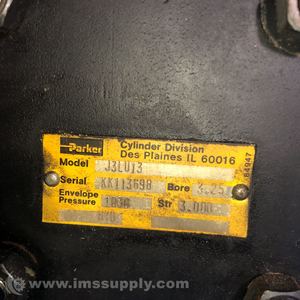 Parker
Cylinder Division
Des Plaines IL 60016
Model J3LU13
Serial KK113698 Bore 3.25
Envelope Pressure Str 3.000
84947
www.imssupply.com